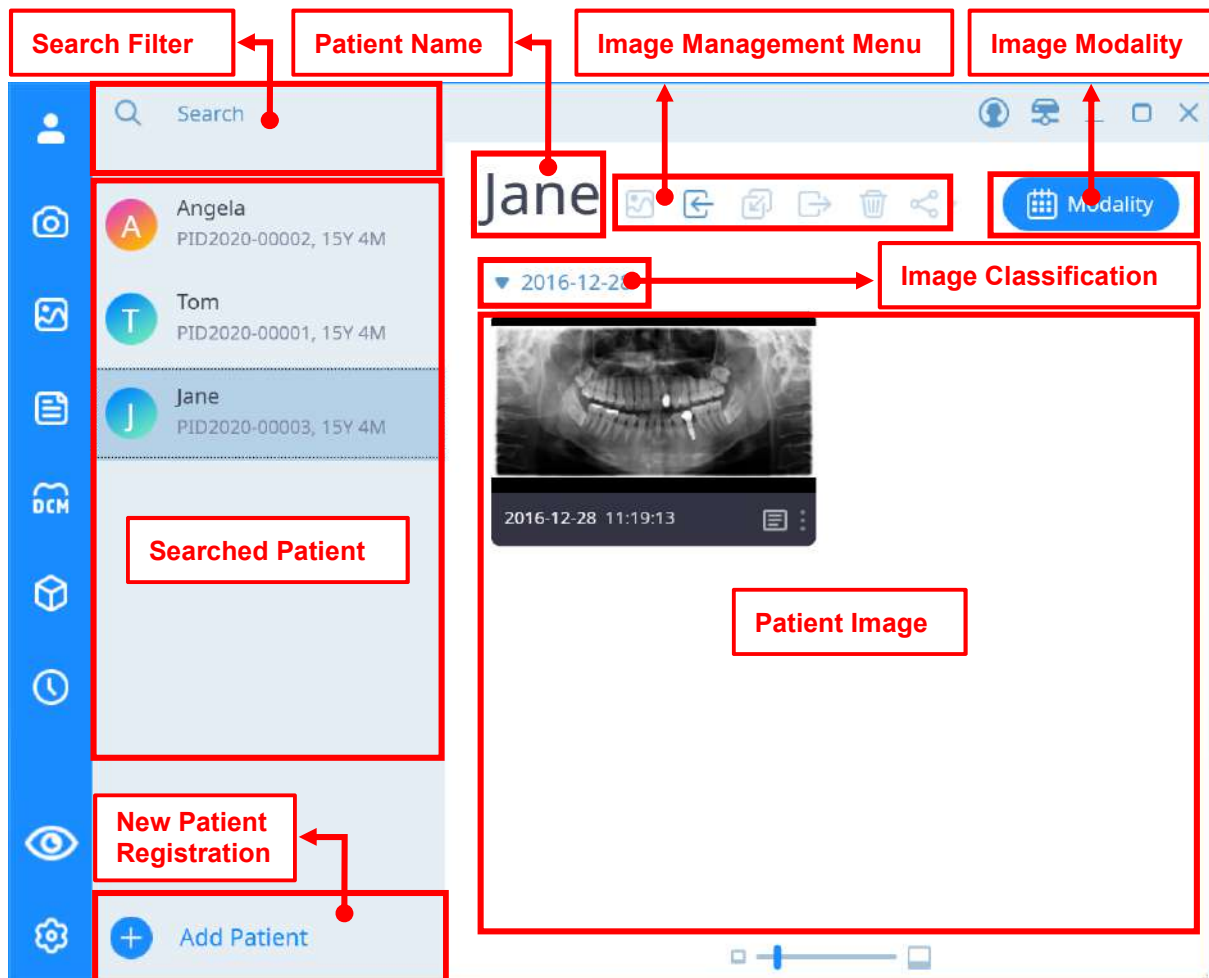 Search Filter
Patient Name
Image Management Menu
Image Modality
Search
Jane
Modality
Angela
A
PID2020-00002, 15Y 4M
2016-12-28
Image Classification
Tom
T
PID2020-00001, 15Y 4M
Jane
J
PID2020-00003, 15Y 4M
DCM
2016-12-28 11:19:13
Searched Patient
Patient Image
New Patient
Registration
Add Patient